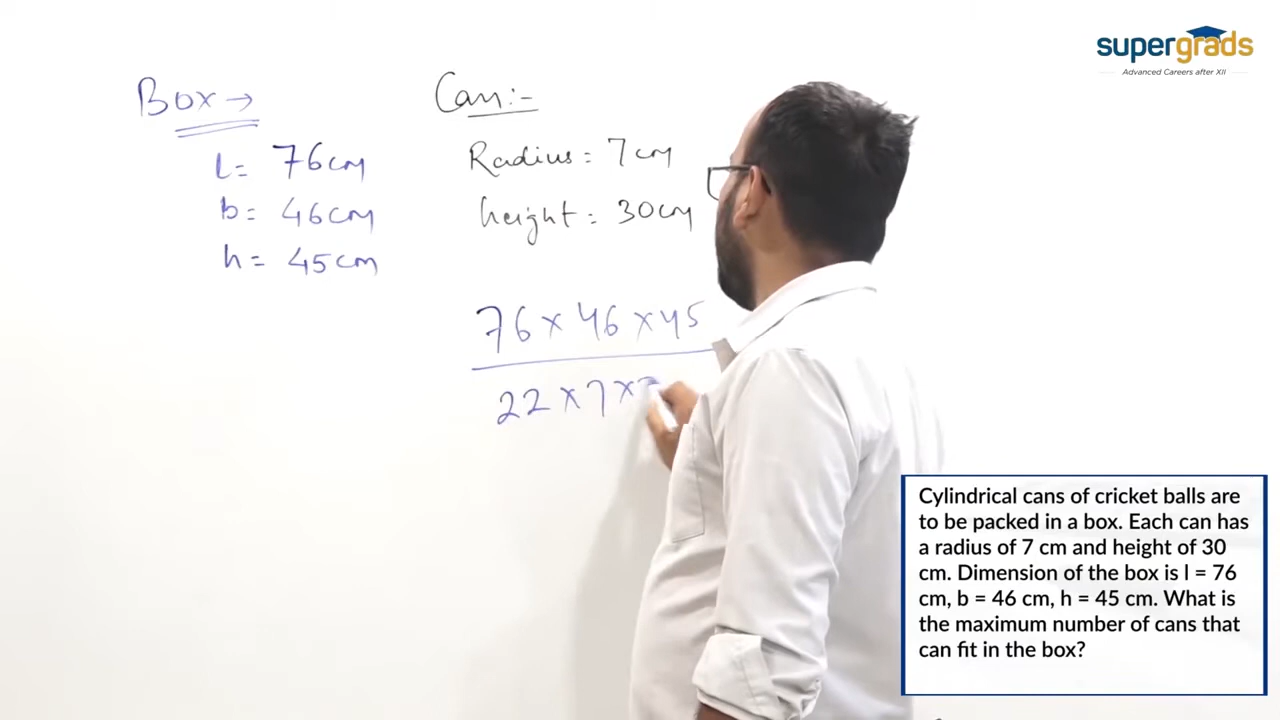 supergrads
Advanced Careers after XII
Box →
l = 76cm
b = 46cm
h = 45cm
Can:-
Radius = 7cm
height = 30cm
76 × 46 × 45
22 × 7 ×
Cylindrical cans of cricket balls are
to be packed in a box. Each can has
a radius of 7 cm and height of 30
cm. Dimension of the box is l = 76
cm, b = 46 cm, h = 45 cm. What is
the maximum number of cans that
can fit in the box?